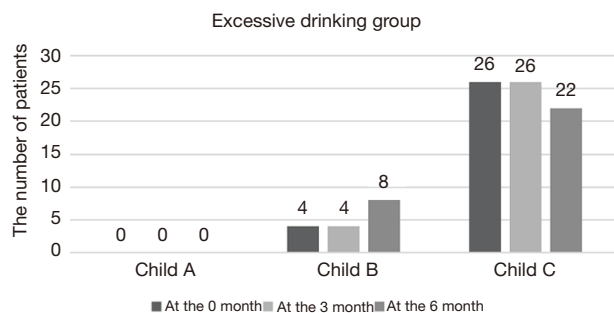 Excessive drinking group
The number of patients
30
25
20
15
10
5
0
26 26
22
8
4 4
0 0 0
Child A Child B Child C
At the 0 month At the 3 month At the 6 month